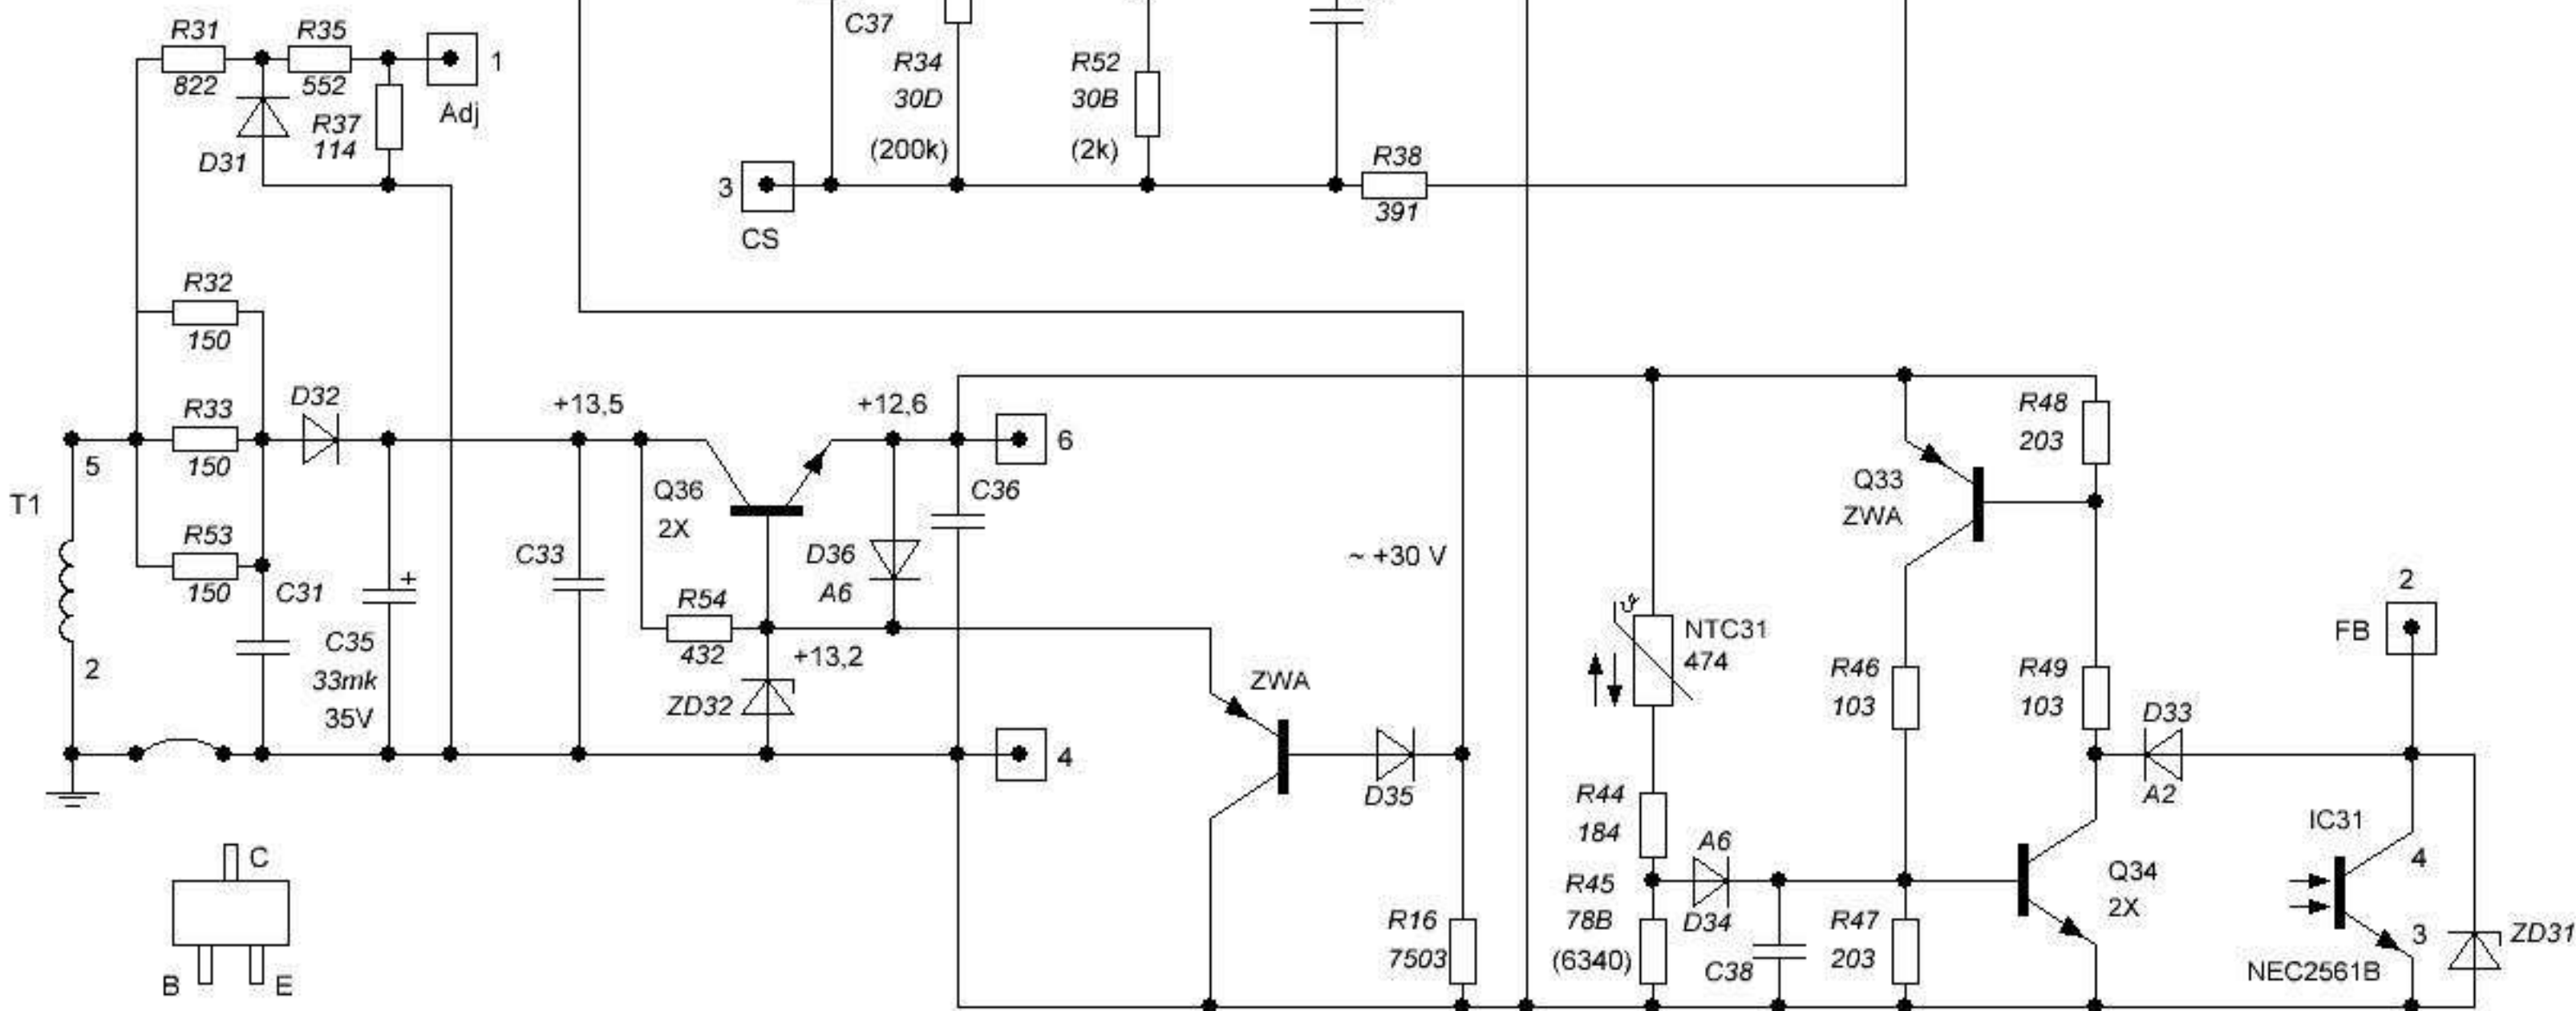 R31
822
R35
552
1
Adj
R37
114
D31
C37
R34
30D
(200k)
R52
30B
(2k)
3
CS
R38
391
R32
150
R33
150
R53
150
D32
5
T1
2
C31
C35
+
33mk
35V
+13,5
C33
Q36
2X
R54
432
+13,2
ZD32
+12,6
D36
A6
C36
6
4
~ +30 V
ZWA
D35
R16
7503
NTC31
474
R44
184
R45
78B
(6340)
A6
D34
C38
Q33
ZWA
R48
203
R46
103
R49
103
D33
A2
R47
203
Q34
2X
2
FB
IC31
4
3
NEC2561B
ZD31
C
B
E